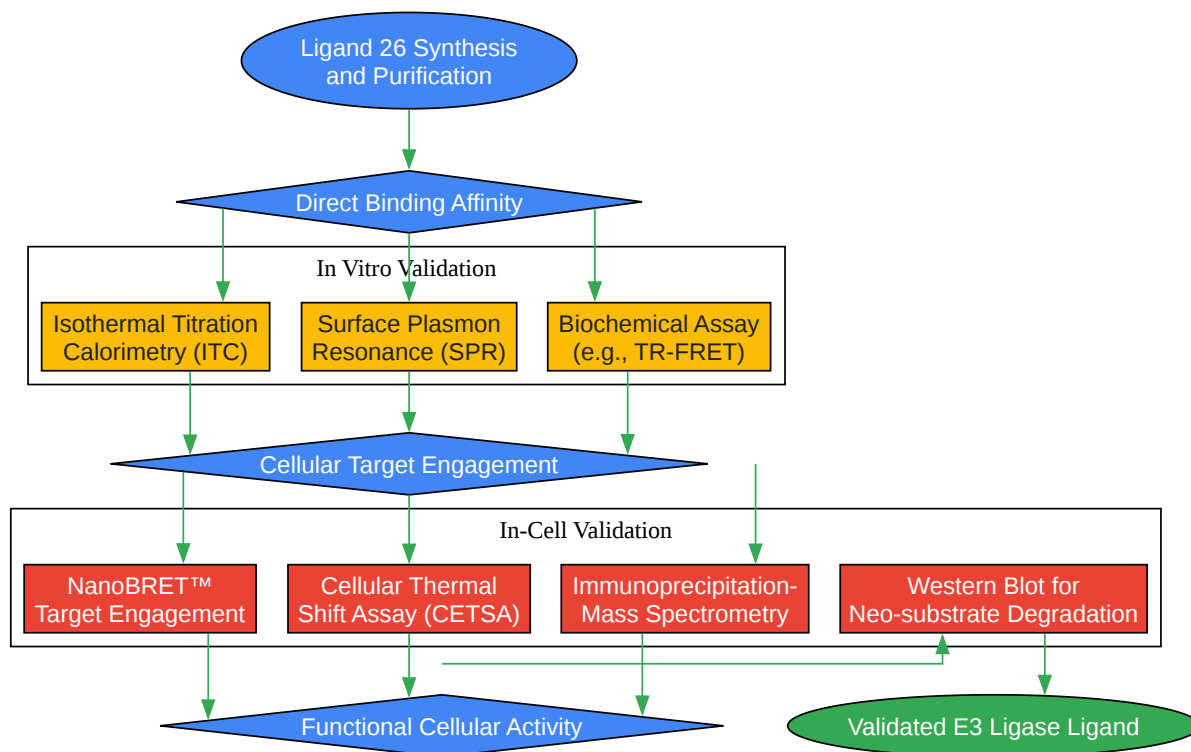 Ligand 26 Synthesis
and Purification
Direct Binding Affinity
In Vitro Validation
Isothermal Titration
Calorimetry (ITC)
Surface Plasmon
Resonance (SPR)
Biochemical Assay
(e.g., TR-FRET)
Cellular Target Engagement
In-Cell Validation
NanoBRET™
Target Engagement
Cellular Thermal
Shift Assay (CETSA)
Immunoprecipitation-
Mass Spectrometry
Western Blot for
Neo-substrate Degradation
Functional Cellular Activity
Validated E3 Ligase Ligand